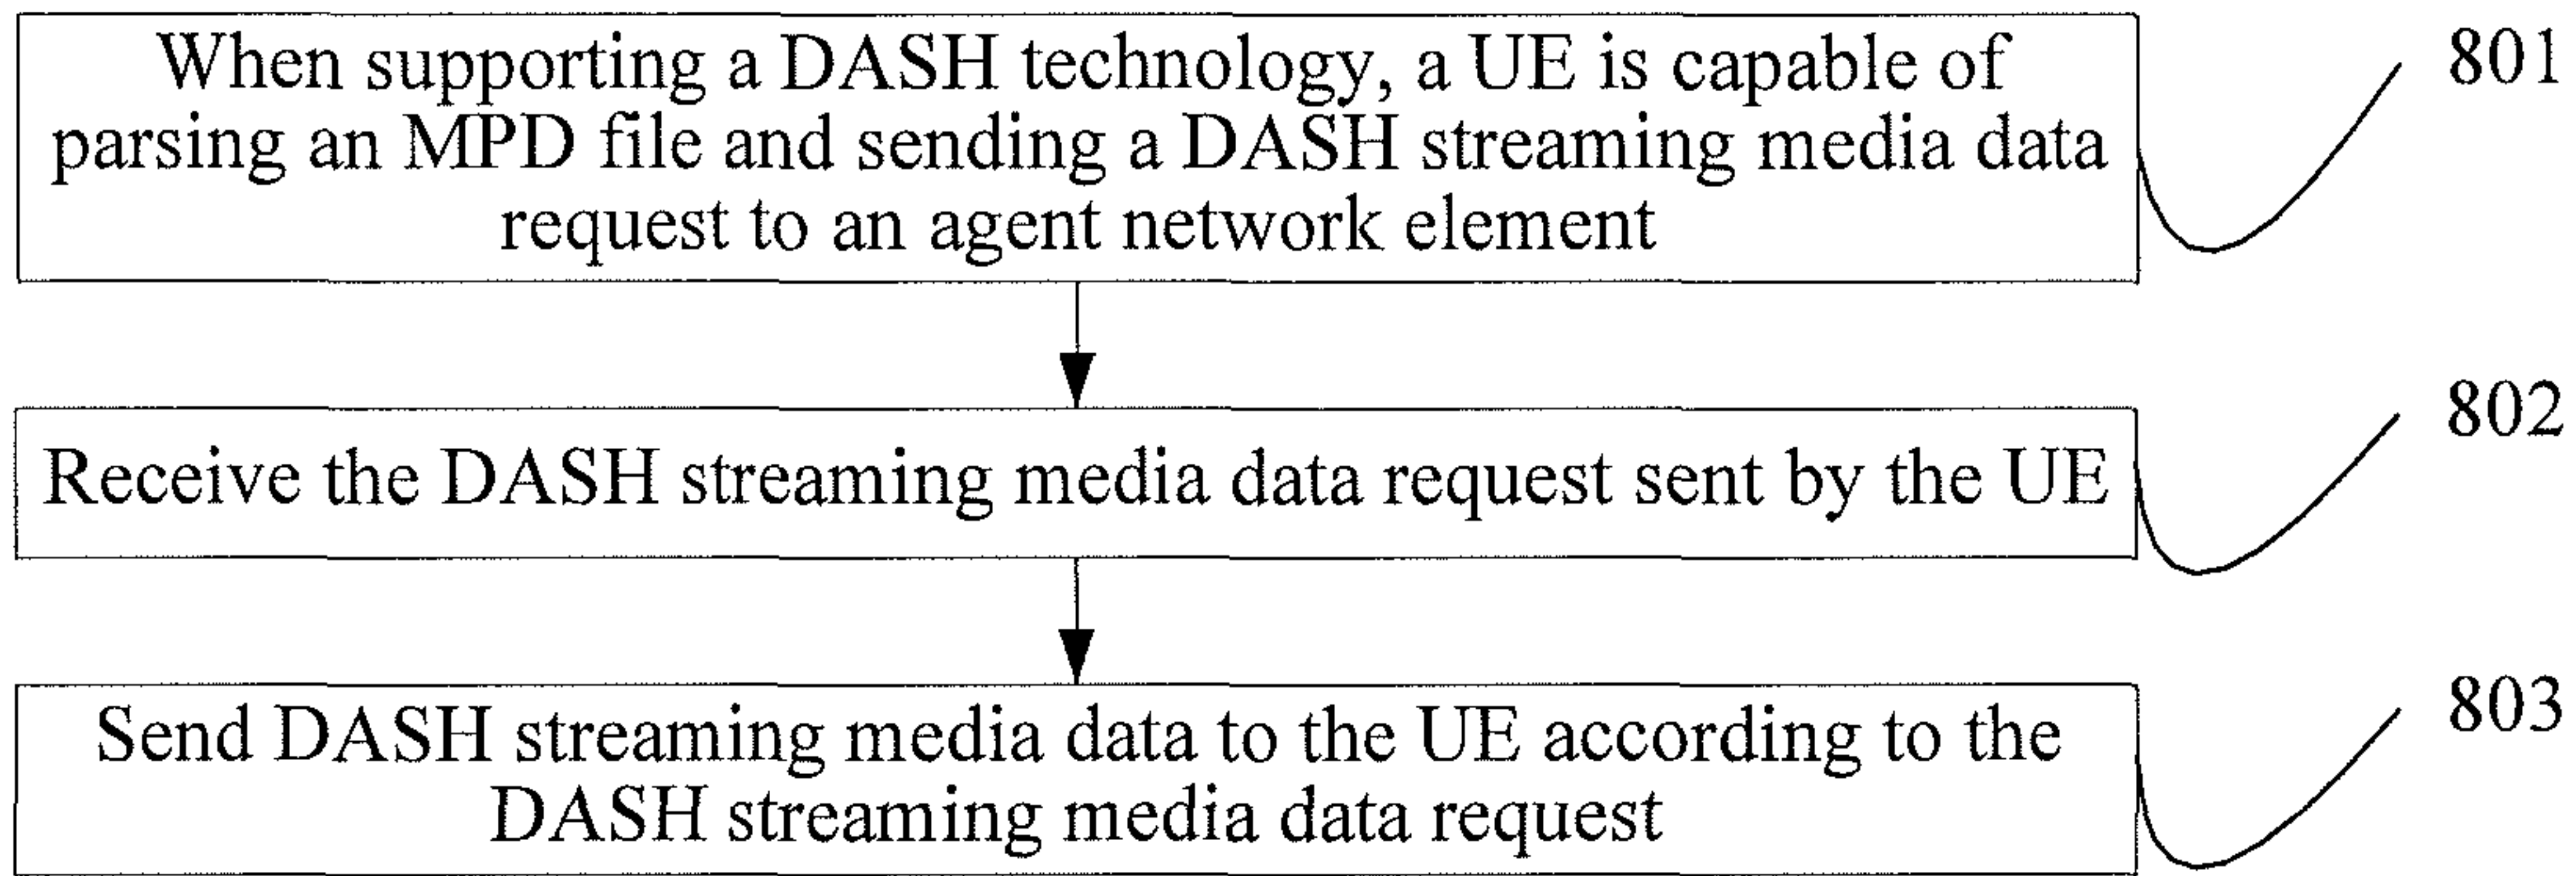 When supporting a DASH technology, a UE is capable of
parsing an MPD file and sending a DASH streaming media data
request to an agent network element
801
Receive the DASH streaming media data request sent by the UE
802
Send DASH streaming media data to the UE according to the
DASH streaming media data request
803